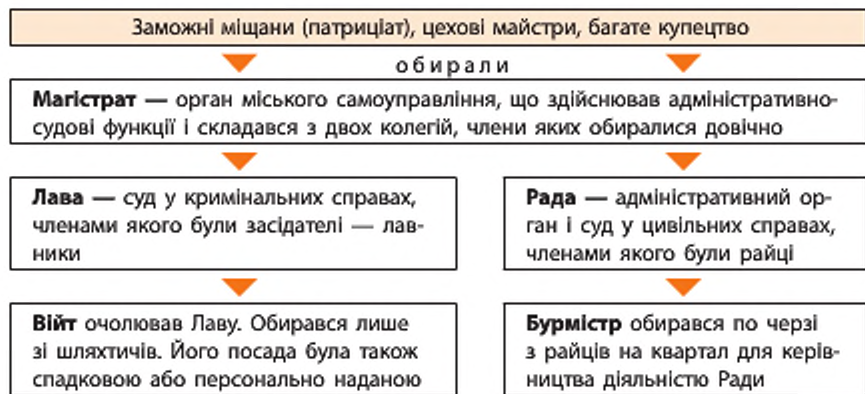 Заможні міщани (патриціат), цехові майстри, багате купецтво
обирали
Магістрат — орган міського самоуправління, що здійснював адміністративно-
судові функції і складався з двох колегій, члени яких обиралися довічно
Лава — суд у кримінальних справах,
членами якого були засідателі — лав-
ники
Рада — адміністративний ор-
ган і суд у цивільних справах,
членами якого були райці
Війт очолював Лаву. Обирався лише
зі шляхтичів. Його посада була також
спадковою або персонально наданою
Бурмістр обирався по черзі
з райців на квартал для керів-
ництва діяльністю Ради